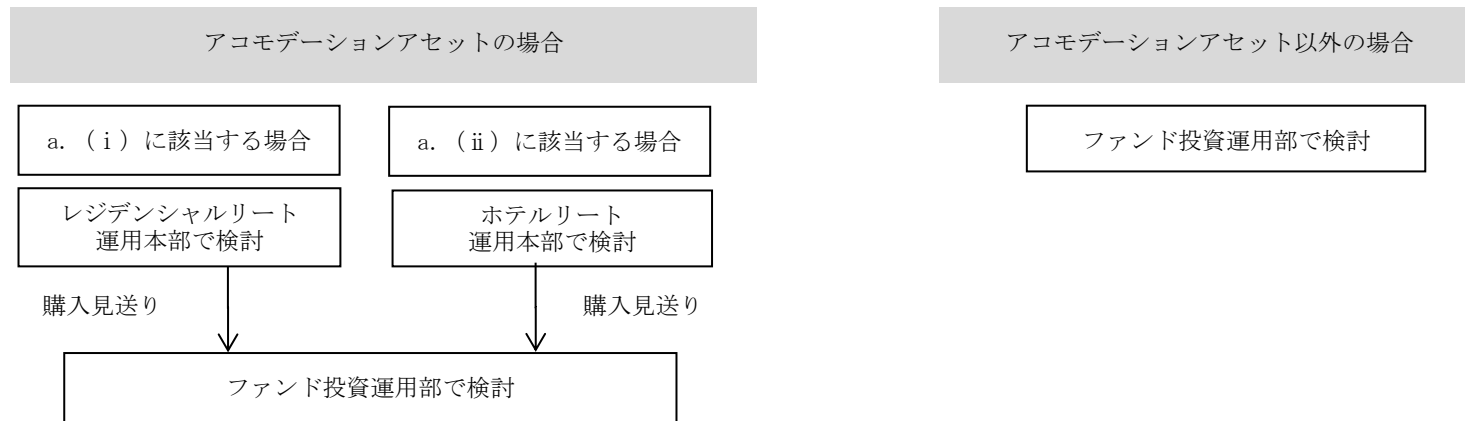 アコモデーションアセットの場合
a. (ⅰ) に該当する場合
a. (ⅱ) に該当する場合
レジデンシャルリート
運用本部で検討
ホテルリート
運用本部で検討
購入見送り
購入見送り
ファンド投資運用部で検討
アコモデーションアセット以外の場合
ファンド投資運用部で検討